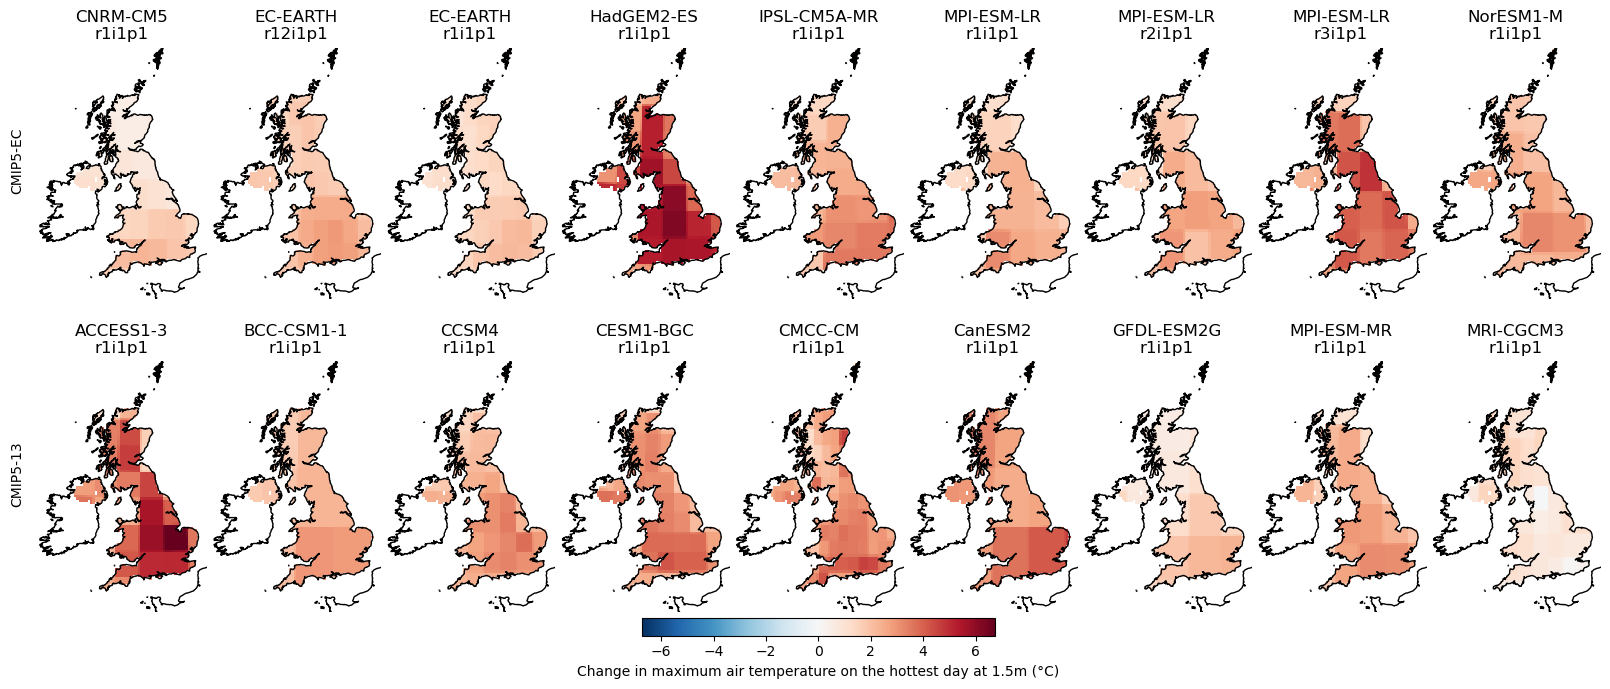 CNRM-CM5 EC-EARTH EC-EARTH HadGEM2-ES IPSL-CM5A-MR MPI-ESM-LR MPI-ESM-LR MPI-ESM-LR NorESM1-M
r1i1p1 r12i1p1 r1i1p1 r1i1p1 r1i1p1 r1i1p1 r2i1p1 r3i1p1 r1i1p1
CMIP5-EC
ACCESS1-3 BCC-CSM1-1 CCSM4 CESM1-BGC CMCC-CM CanESM2 GFDL-ESM2G MPI-ESM-MR MRI-CGCM3
r1i1p1 r1i1p1 r1i1p1 r1i1p1 r1i1p1 r1i1p1 r1i1p1 r1i1p1 r1i1p1
CMIP5-13
−6 −4 −2 0 2 4 6
Change in maximum air temperature on the hottest day at 1.5m (°C)